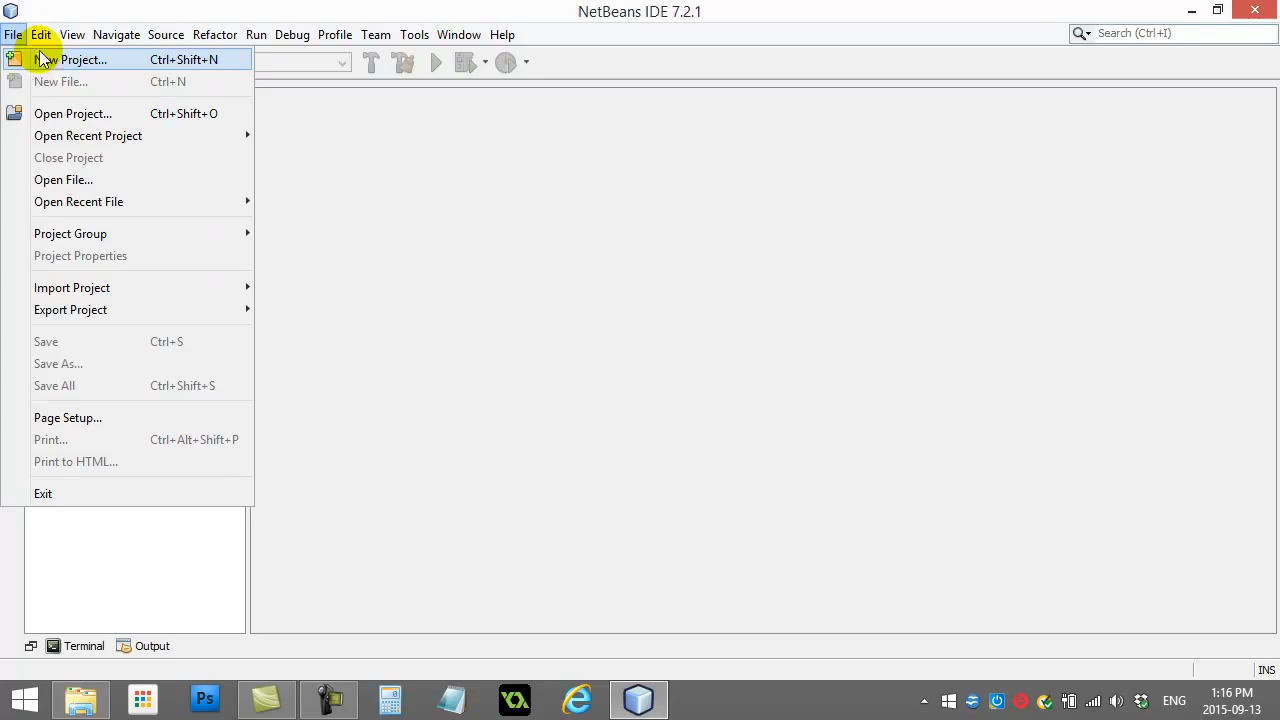 NetBeans IDE 7.2.1
File Edit View Navigate Source Refactor Run Debug Profile Team Tools Window Help
Search (Ctrl+I)
New Project... Ctrl+Shift+N
New File... Ctrl+N
Open Project... Ctrl+Shift+O
Open Recent Project
Close Project
Open File...
Open Recent File
Project Group
Project Properties
Import Project
Export Project
Save Ctrl+S
Save As...
Save All Ctrl+Shift+S
Page Setup...
Print... Ctrl+Alt+Shift+P
Print to HTML...
Exit
Terminal Output
INS
Ps
ENG
1:16 PM
2015-09-13